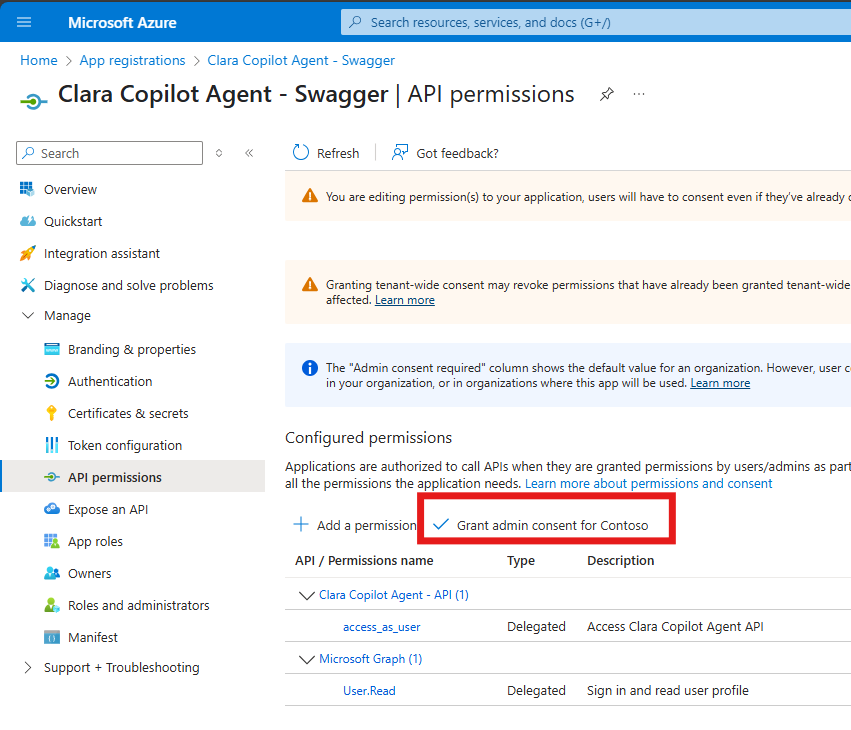 Microsoft Azure
Search resources, services, and docs (G+/)
Home > App registrations > Clara Copilot Agent - Swagger
Clara Copilot Agent - Swagger | API permissions
Search
Overview
Quickstart
Integration assistant
Diagnose and solve problems
Manage
Branding & properties
Authentication
Certificates & secrets
Token configuration
API permissions
Expose an API
App roles
Owners
Roles and administrators
Manifest
Support + Troubleshooting
Refresh
Got feedback?
You are editing permission(s) to your application, users will have to consent even if they've already
Granting tenant-wide consent may revoke permissions that have already been granted tenant-wide
affected. Learn more
The "Admin consent required" column shows the default value for an organization. However, user
in your organization, or in organizations where this app will be used. Learn more
Configured permissions
Applications are authorized to call APIs when they are granted permissions by users/admins as part
all the permissions the application needs. Learn more about permissions and consent
Add a permission
Grant admin consent for Contoso
API / Permissions name Type Description
Clara Copilot Agent - API (1)
access_as_user Delegated Access Clara Copilot Agent API
Microsoft Graph (1)
User.Read Delegated Sign in and read user profile